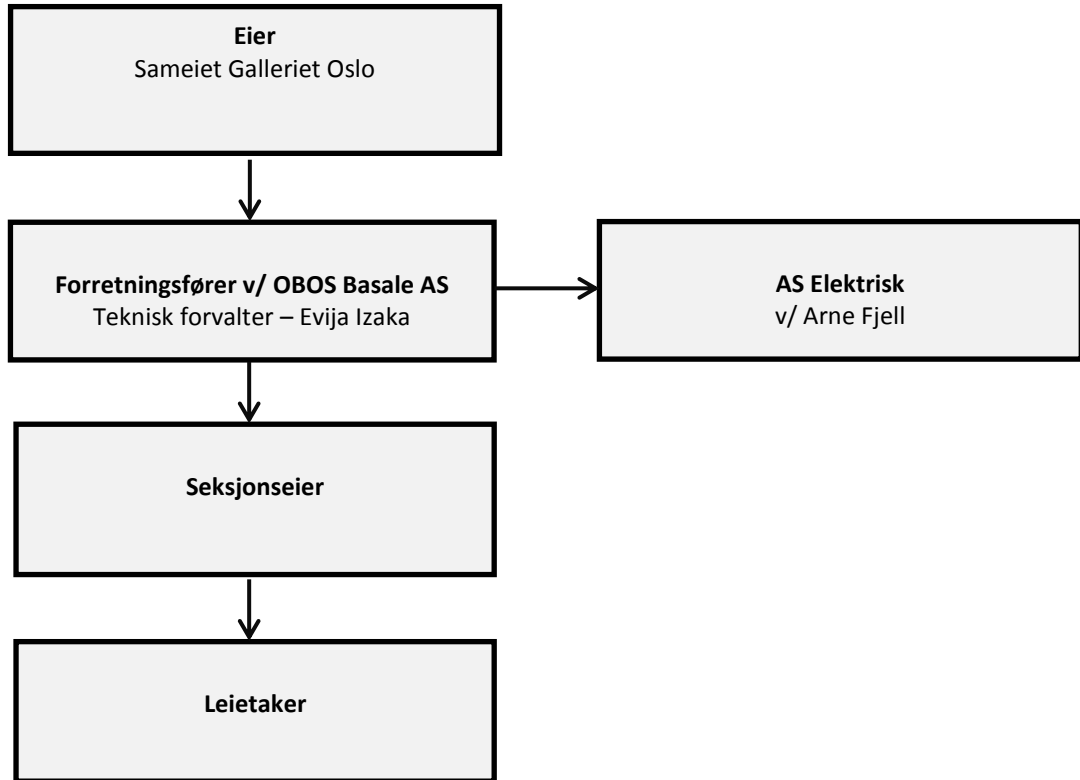 Eier
Sameiet Galleriet Oslo
Forretningsfører v/ OBOS Basale AS
Teknisk forvalter – Evija Izaka
AS Elektrisk
v/ Arne Fjell
Seksjonseier
Leietaker